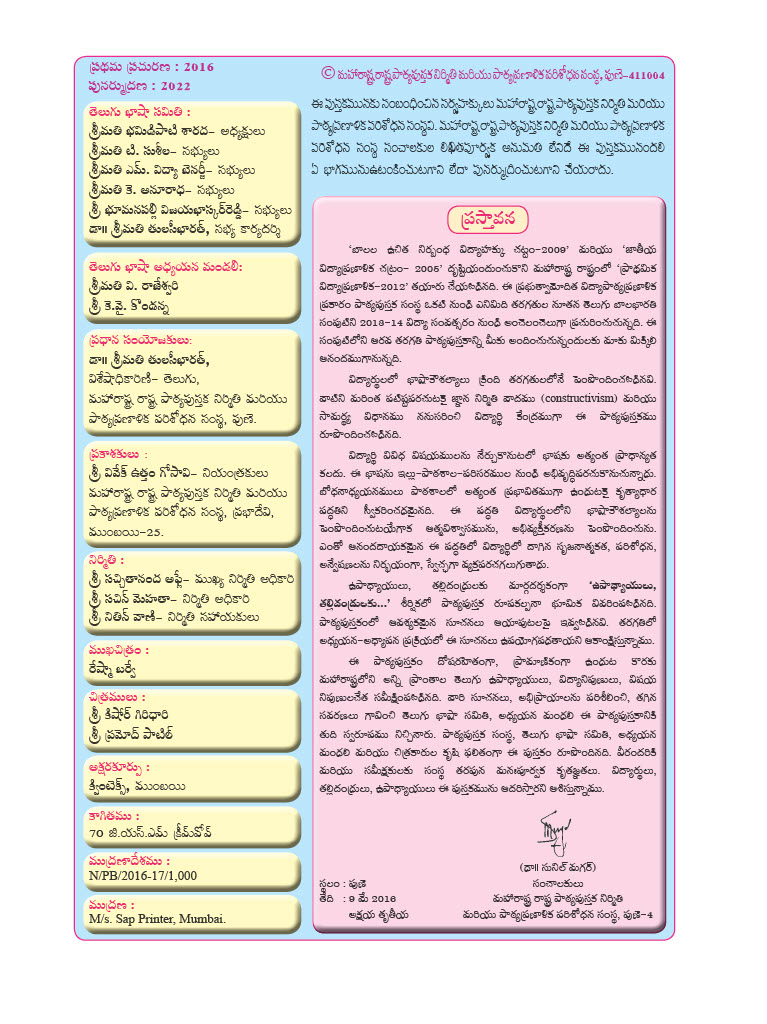 ప్రథమ ప్రచురణ : 2016
పునర్ముద్రణ : 2022
తెలుగు భాషా సమితి :
శ్రీమతి భమిడిపాటి శారద– అధ్యక్షులు
శ్రీమతి టి. సుశీల– సభ్యులు
శ్రీమతి ఎమ్. విద్యా బెనర్జీ– సభ్యులు
శ్రీమతి కె. అనూరాధ– సభ్యులు
శ్రీ భూమనపల్లి విజయభాస్కర్‌రెడ్డి– సభ్యులు
డా॥ శ్రీమతి తులసీభారత్, సభ్య కార్యదర్శి
తెలుగు భాషా అధ్యయన మండలి:
శ్రీమతి వి. రాజేశ్వరి
శ్రీ కె.వై. కొండన్న
ప్రధాన సంయోజకులు:
డా॥ శ్రీమతి తులసీభారత్,
విశేషాధికారిణి– తెలుగు,
మహారాష్ట్ర రాష్ట్ర పాఠ్యపుస్తక నిర్మితి మరియు
పాఠ్యప్రణాళిక పరిశోధన సంస్థ, పుణె.
ప్రకాశకులు :
శ్రీ వివేక్ ఉత్తం గోసావి– నియంత్రకులు
మహారాష్ట్ర రాష్ట్ర పాఠ్యపుస్తక నిర్మితి మరియు
పాఠ్యప్రణాళిక పరిశోధన సంస్థ, ప్రభాదేవి,
ముంబయి–25.
నిర్మితి :
శ్రీ సచ్చితానంద ఆఫ్లే– ముఖ్య నిర్మితి అధికారి
శ్రీ సచిన్ మెహతా– నిర్మితి అధికారి
శ్రీ నితిన్ వాణి– నిర్మితి సహాయకులు
ముఖచిత్రం :
రేష్మా బర్వే
చిత్రములు :
శ్రీ కిషోర్ గిరిధారి
శ్రీ ప్రమోద్ పాటిల్
అక్షరకూర్పు :
క్వింటెక్స్, ముంబయి
కాగితము :
70 జి.యస్.ఎమ్ క్రీమ్‌వోవ్
ముద్రణాదేశము :
N/PB/2016-17/1,000
ముద్రణ :
M/s. Sap Printer, Mumbai.
© మహారాష్ట్ర రాష్ట్ర పాఠ్యపుస్తక నిర్మితి మరియు పాఠ్యప్రణాళిక పరిశోధన సంస్థ, పుణె–411004
ఈ పుస్తకమునకు సంబంధించిన సర్వహక్కులు మహారాష్ట్ర రాష్ట్ర పాఠ్యపుస్తక నిర్మితి మరియు
పాఠ్యప్రణాళిక పరిశోధన సంస్థవి. మహారాష్ట్ర రాష్ట్ర పాఠ్యపుస్తక నిర్మితి మరియు పాఠ్యప్రణాళిక
పరిశోధన సంస్థ సంచాలకుల లిఖితపూర్వక అనుమతి లేనిదే ఈ పుస్తకమునందలి
ఏ భాగమునుఉటంకించుటగాని లేదా పునర్ముద్రించుటగాని చేయరాదు.
ప్రస్తావన
‘బాలల ఉచిత నిర్బంధ విద్యాహక్కు చట్టం–2009’ మరియు ‘జాతీయ
విద్యాప్రణాళిక చట్రం– 2005’ దృష్టియందుంచుకొని మహారాష్ట్ర రాష్ట్రంలో ‘ప్రాథమిక
విద్యాప్రణాళిక–2012’ తయారు చేయసిడినది. ఈ ప్రభుత్వామోదిత విద్యాపాఠ్యప్రణాళిక
ప్రకారం పాఠ్యపుస్తక సంస్థ ఒకటి నుండి ఎనిమిది తరగతుల నూతన తెలుగు బాలభారతి
సంపుటిని 2013-14 విద్యా సంవత్సరం నుండి అంచెలంచెలుగా ప్రచురించుచున్నది. ఈ
సంపుటిలోని ఆరవ తరగతి పాఠ్యపుస్తకాన్ని మీకు అందించుచున్నందులకు మాకు మిక్కిలి
ఆనందముగానున్నది.
విద్యార్థులలో భాషాకౌశల్యాలు క్రింది తరగతులలోనే పెంపొందించబడినవి.
వాటిని మరింత పటిష్టపరచుటకై జ్ఞాన నిర్మితి వాదము (constructivism) మరియు
సామర్థ్య విధానము ననుసరించి విద్యార్థి కేంద్రముగా ఈ పాఠ్యపుస్తకము
రూపొందించబడినది.
విద్యార్థి వివిధ విషయములను నేర్చుకొనుటలో భాషకు అత్యంత ప్రాధాన్యత
కలదు. ఈ భాషను ఇల్లు–పాఠశాల–పరిసరముల నుండి అభివృద్ధిపరచుకొనుచున్నాడు.
బోధనాధ్యయనములు పాఠశాలలో అత్యంత ప్రభావితముగా ఉండుటకై కృత్యాధార
పద్ధతిని స్వీకరించడమైనది. ఈ పద్ధతి విద్యార్థులలోని భాషాకౌశల్యాలను
పెంపొందించుటయేగాక ఆత్మవిశ్వాసమును, అభివ్యక్తీకరణను పెంపొందించును.
ఎంతో ఆనందదాయకమైన ఈ పద్ధతిలో విద్యార్థిలో దాగిన సృజనాత్మకత, పరిశోధన,
అన్వేషణలను నిర్భయంగా, స్వేచ్ఛగా వ్యక్తపరచగలుగుతాడు.
ఉపాధ్యాయులు, తల్లిదండ్రులకు మార్గదర్శకంగా ‘ఉపాధ్యాయులు,
తల్లిదండ్రులకు...’ శీర్షికలో పాఠ్యపుస్తక రూపకల్పనా భూమిక వివరింపబడినది.
పాఠ్యపుస్తకంలో ఆవశ్యకమైన సూచనలు ఆయాపుటలపై ఇవ్వబడినవి. తరగతిలో
అధ్యయన–అధ్యాపన ప్రక్రియలో ఈ సూచనలు ఉపయోగపడతాయని ఆకాంక్షిస్తున్నాము.
ఈ పాఠ్యపుస్తకం దోషరహితంగా, ప్రామాణికంగా ఉండుట కొరకు
మహారాష్ట్రలోని అన్ని ప్రాంతాల తెలుగు ఉపాధ్యాయులు, విద్యానిపుణులు, విషయ
నిపుణులచేత సమీక్షింపబడినది. వారి సూచనలు, అభిప్రాయాలను పరిశీలించి, తగిన
సవరణలు గావించి తెలుగు భాషా సమితి, అధ్యయన మండలి ఈ పాఠ్యపుస్తకానికి
తుది స్వరూపము నిచ్చినారు. పాఠ్యపుస్తక సంస్థ, తెలుగు భాషా సమితి, అధ్యయన
మండలి మరియు చిత్రకారుల కృషి ఫలితంగా ఈ పుస్తకం రూపొందినది. వీరందరికి
మరియు సమీక్షకులకు సంస్థ తరపున మనఃపూర్వక కృతజ్ఞతలు. విద్యార్థులు,
తల్లిదండ్రులు, ఉపాధ్యాయులు ఈ పుస్తకమును ఆదరిస్తారని ఆశిస్తున్నాము.
(డా॥ సునిల్ మగర్)
స్థలం : పుణె సంచాలకులు
తేది : 9 మే 2016 మహారాష్ట్ర రాష్ట్ర పాఠ్యపుస్తక నిర్మితి
అక్షయ తృతీయ మరియు పాఠ్యప్రణాళిక పరిశోధన సంస్థ, పుణె–4